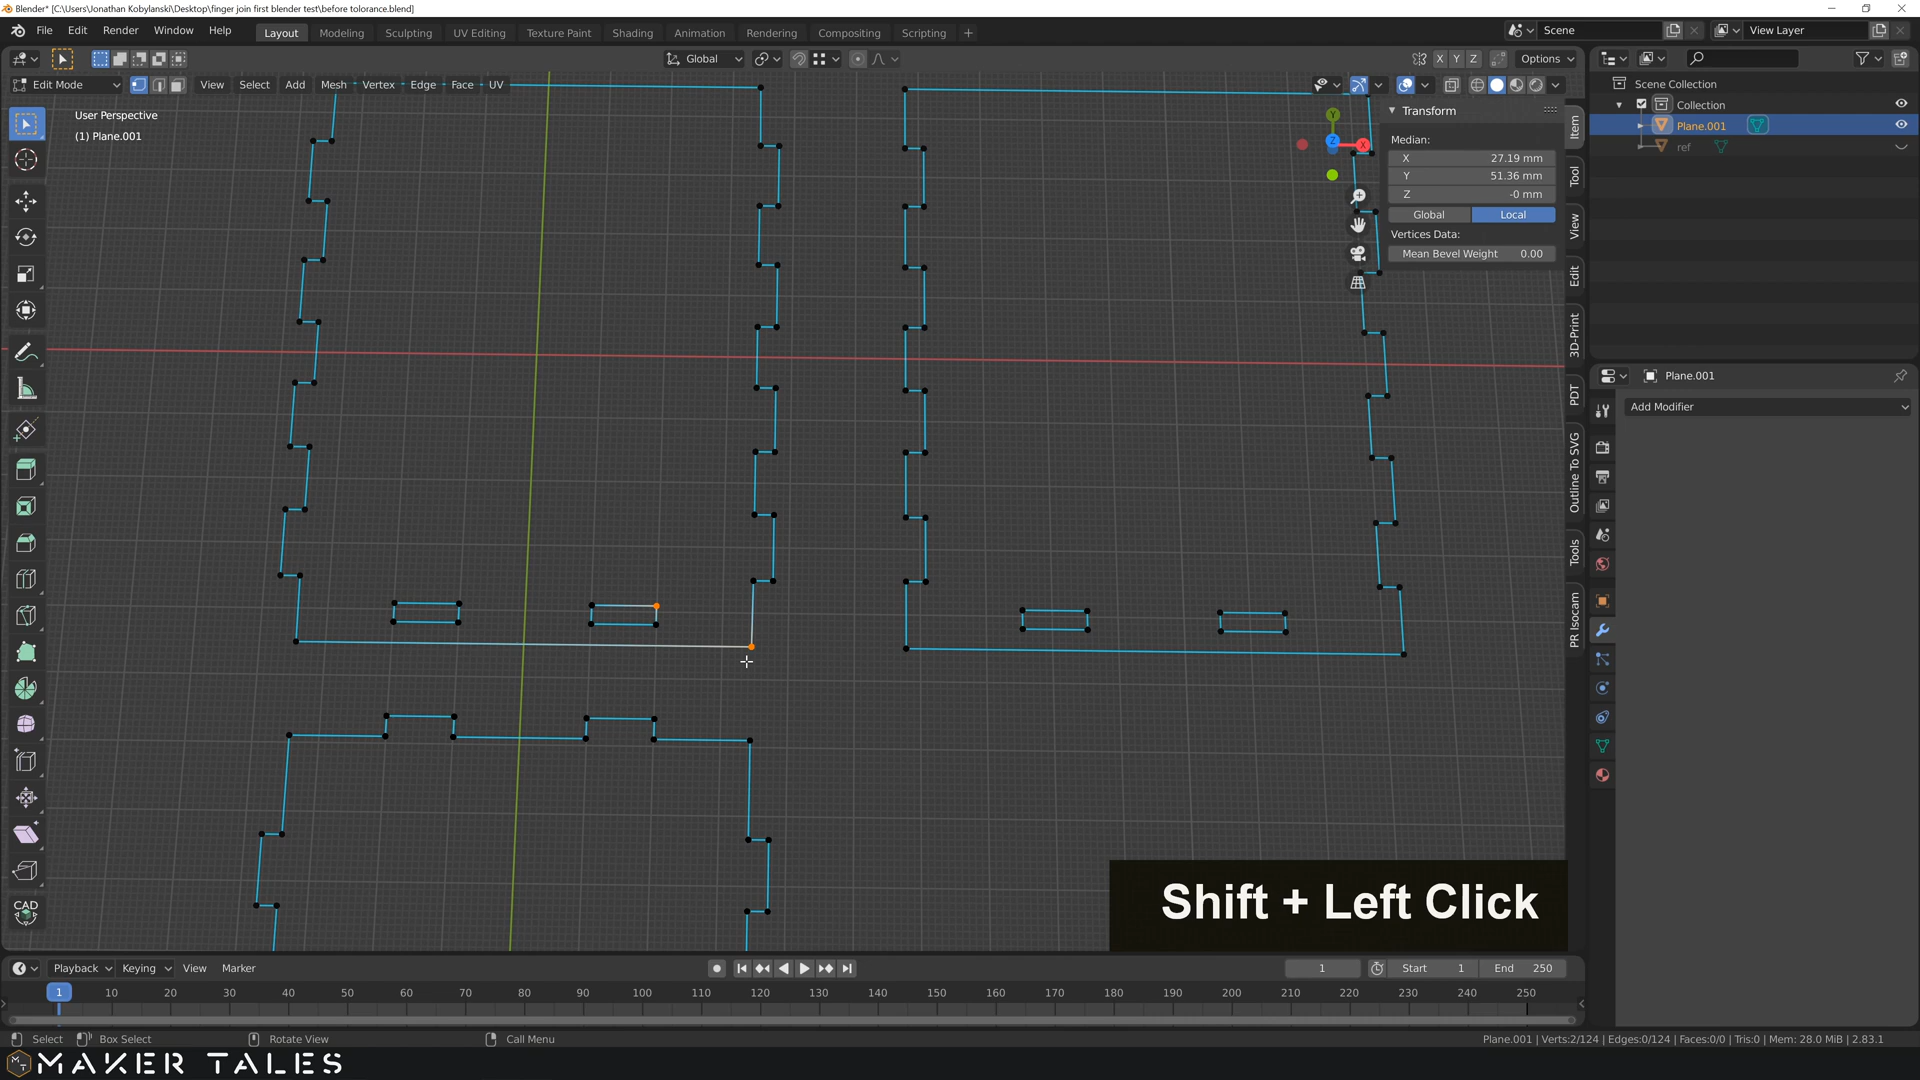 Blender* [C:\Users\Jonathan Kobylanski\Desktop\finger join first blender test\before tolorance.blend]
File Edit Render Window Help Layout Modeling Sculpting UV Editing Texture Paint Shading Animation Rendering Compositing Scripting + Scene View Layer
Global X Y Z Options
Edit Mode View Select Add Mesh Vertex Edge Face UV
Scene Collection
Collection
Plane.001
ref
User Perspective
(1) Plane.001
Transform
Median:
X 27.19 mm
Y 51.36 mm
Z -0 mm
Global Local
Vertices Data:
Mean Bevel Weight 0.00
Y
Z
X
Item
Tool
View
Edit
3D-Print
PDT
Outline To SVG
Tools
PR Isocam
Plane.001
Add Modifier
CAD
Shift + Left Click
Playback Keying View Marker 1 Start 1 End 250
1 10 20 30 40 50 60 70 80 90 100 110 120 130 140 150 160 170 180 190 200 210 220 230 240 250
Select Box Select Rotate View Call Menu Plane.001 | Verts:2/124 | Edges:0/124 | Faces:0/0 | Tris:0 | Mem: 28.0 MiB | 2.83.1
MT MAKER TALES